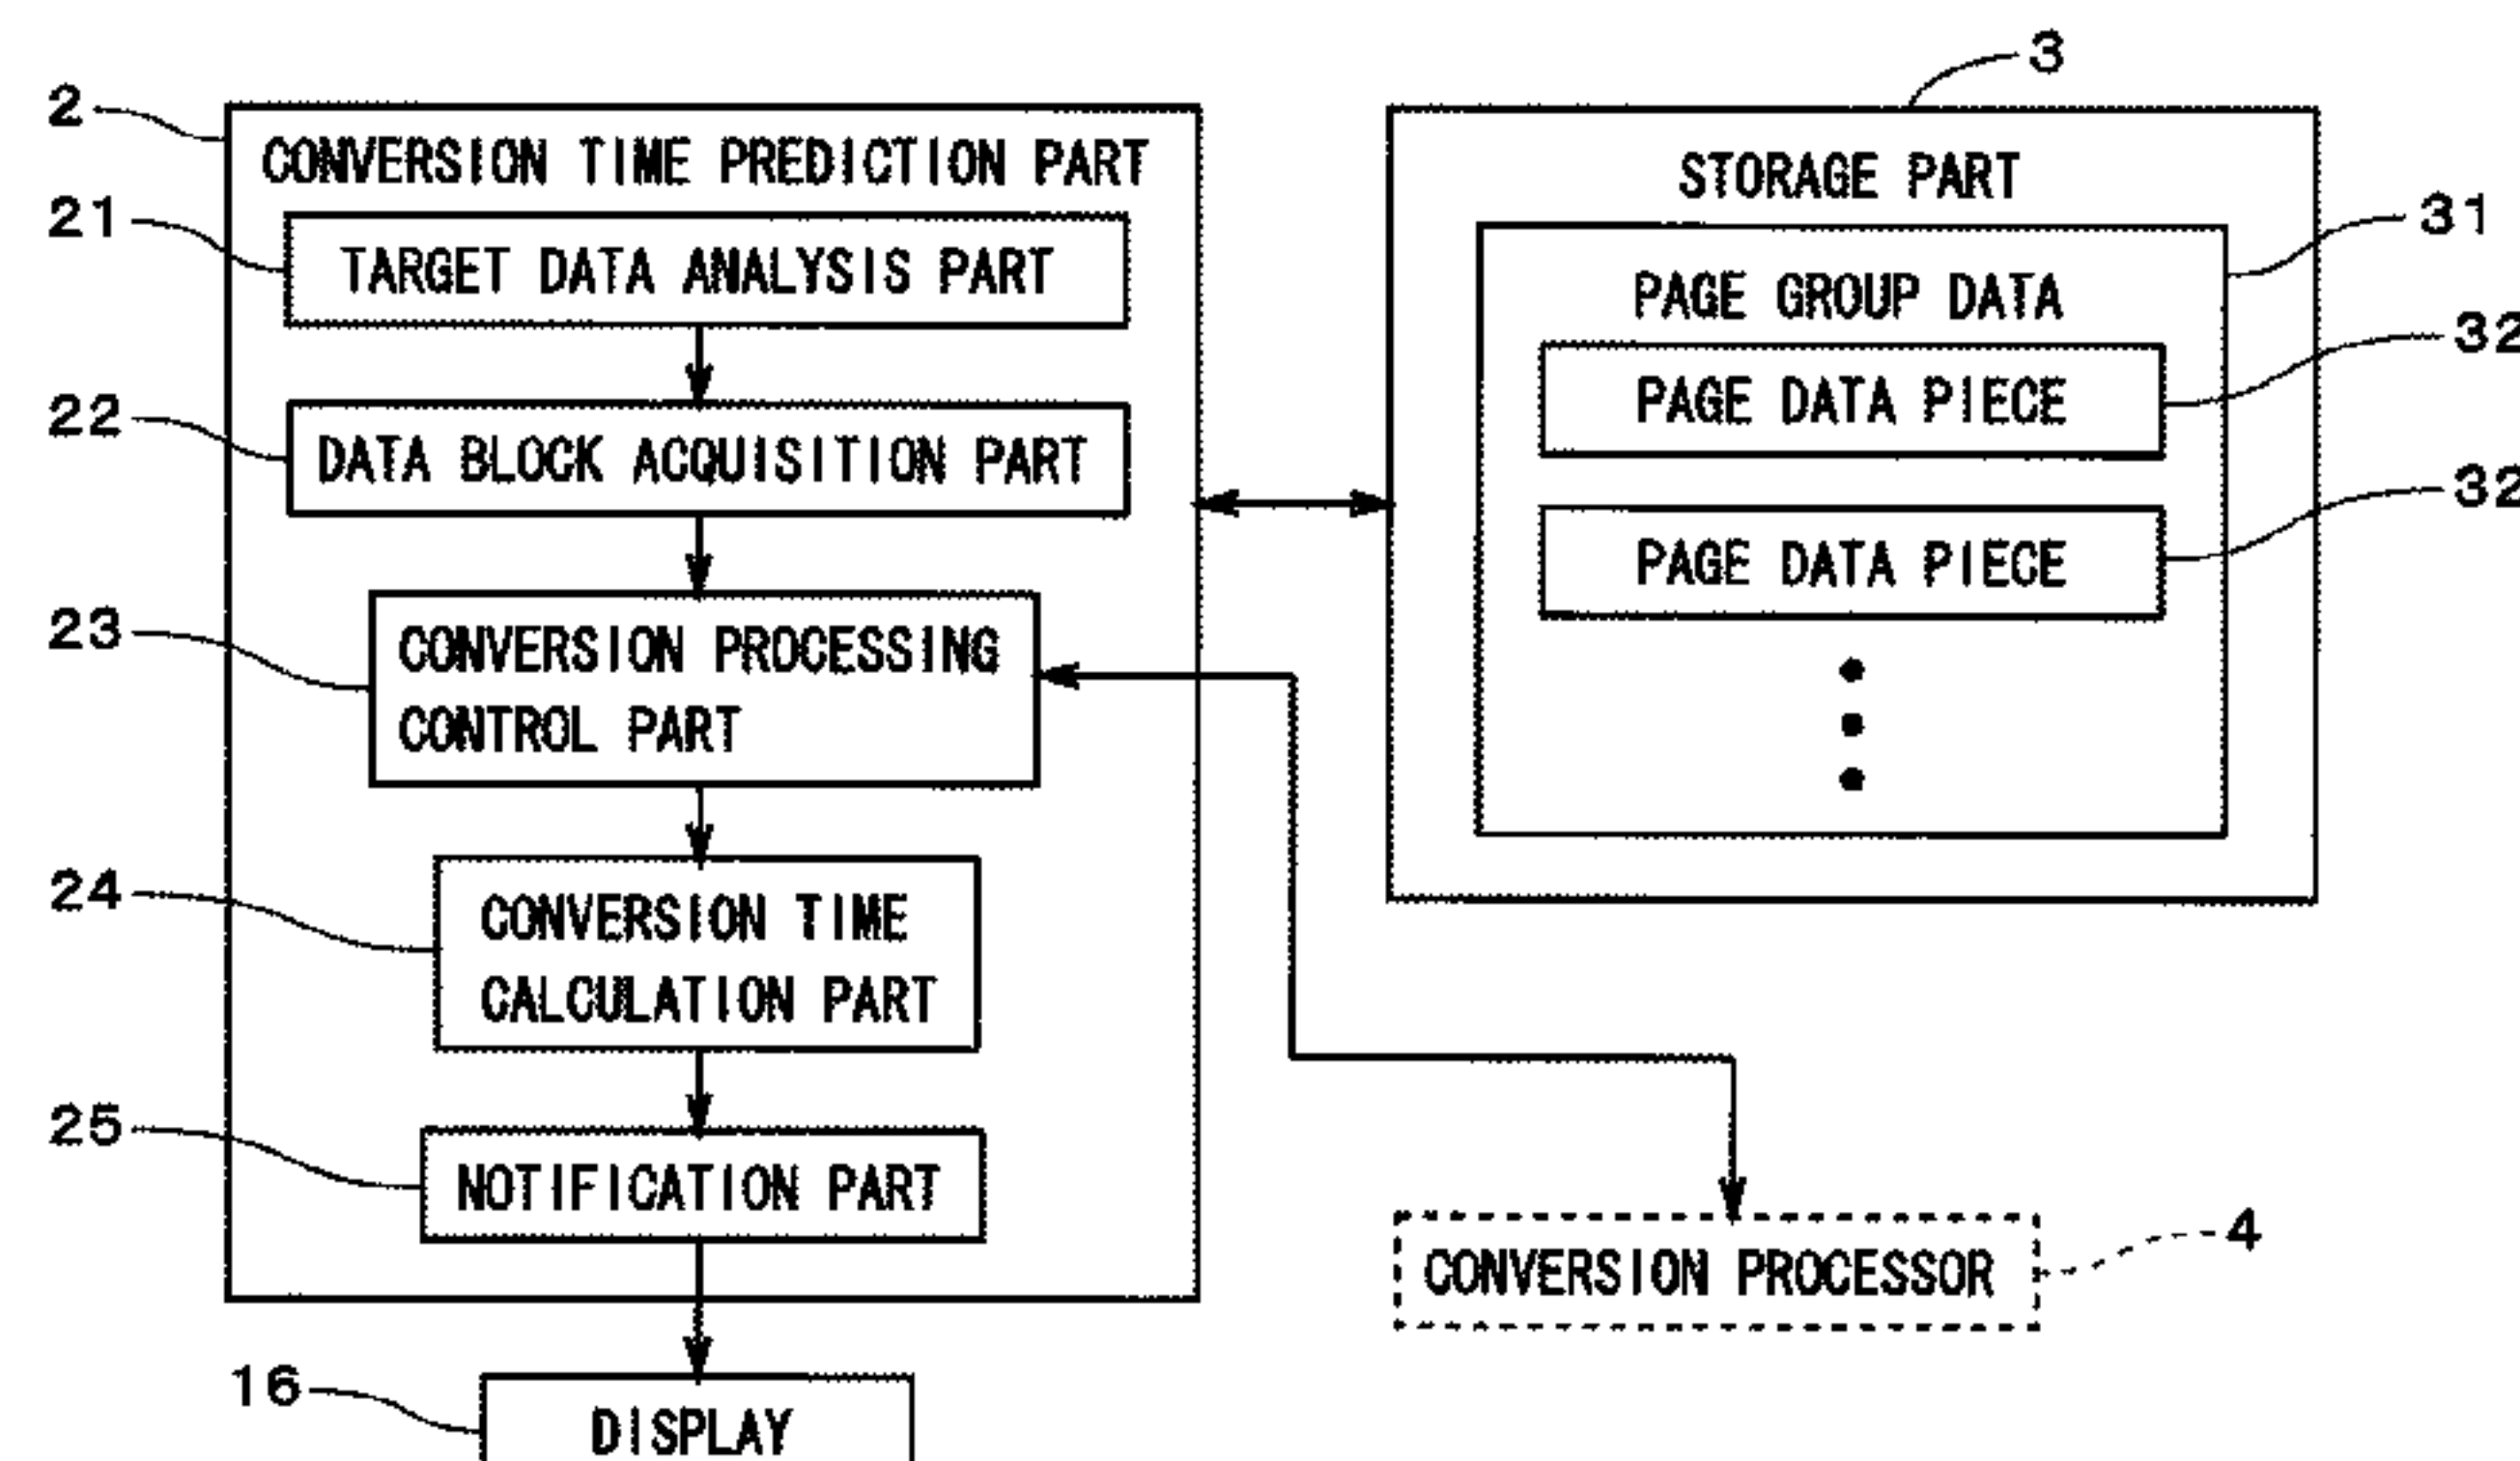 2
CONVERSION TIME PREDICTION PART
21
TARGET DATA ANALYSIS PART
22
DATA BLOCK ACQUISITION PART
23
CONVERSION PROCESSING
CONTROL PART
24
CONVERSION TIME
CALCULATION PART
25
NOTIFICATION PART
16
DISPLAY
3
STORAGE PART
31
PAGE GROUP DATA
32
PAGE DATA PIECE
32
PAGE DATA PIECE
CONVERSION PROCESSOR
4